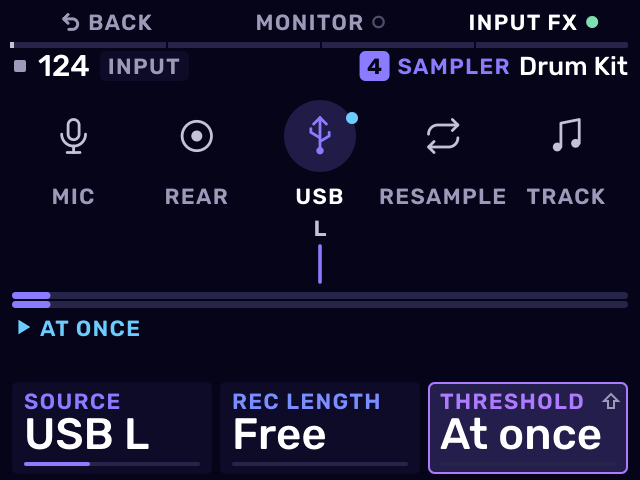 BACK MONITOR INPUT FX
124 INPUT 4 SAMPLER Drum Kit
MIC REAR USB RESAMPLE TRACK
L
AT ONCE
SOURCE REC LENGTH THRESHOLD
USB L Free At once